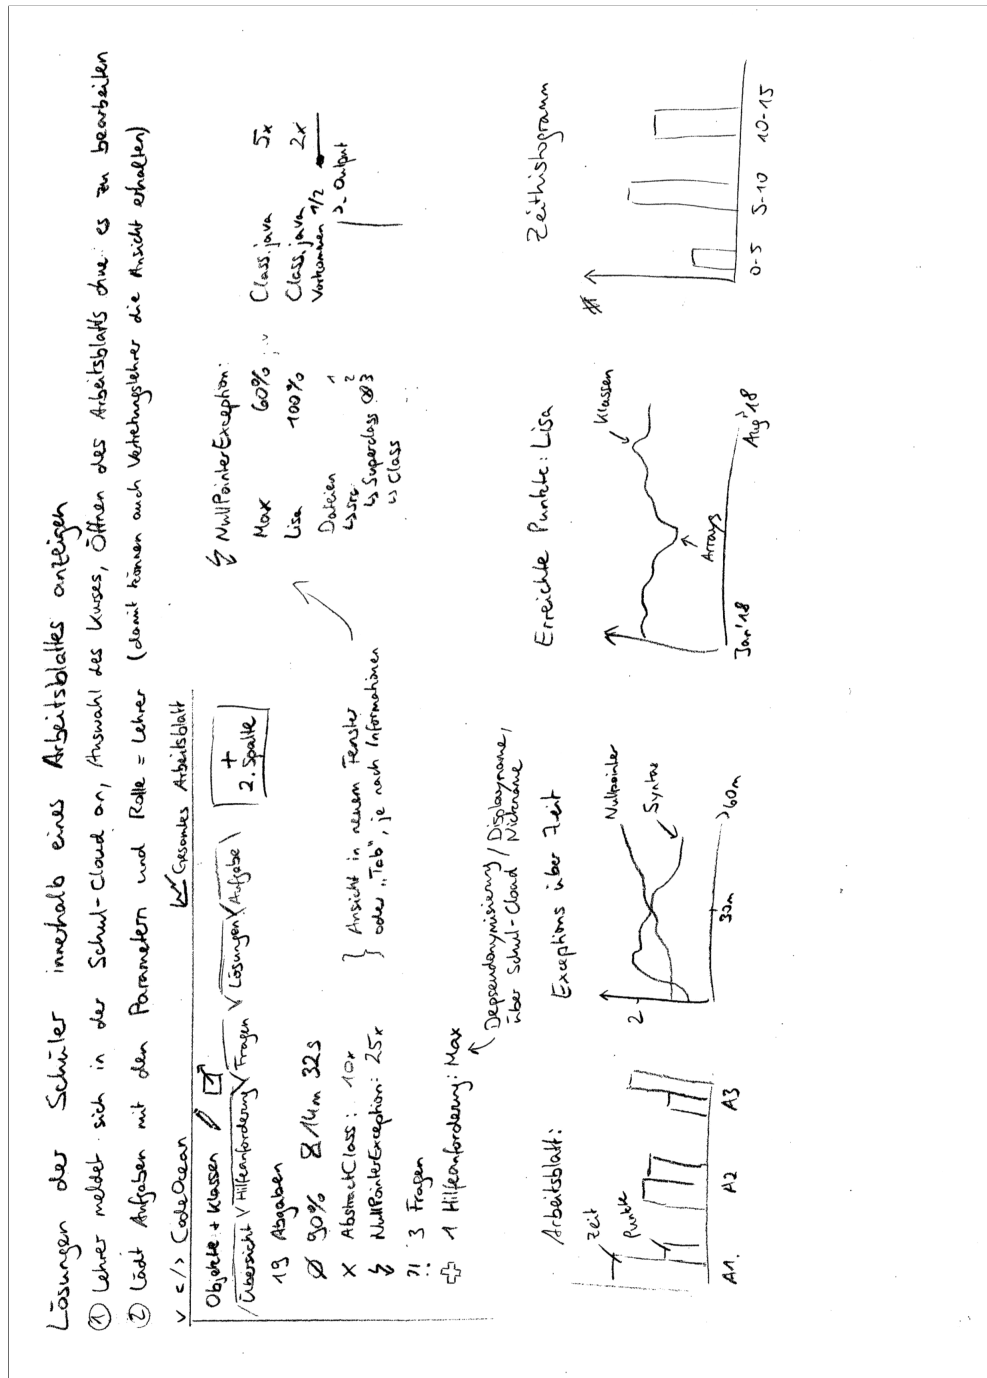 Lösungen der Schüler innerhalb eines Arbeitsblattes anzeigen
① Lehrer meldet sich in der Schul-Cloud an, Auswahl des Kurses, Öffnen des Arbeitsblatts ohne es zu bearbeiten
② Lädt Aufgaben mit den Parametern und Rolle = Lehrer (damit können auch Vertretungslehrer die Ansicht erhalten)
v </> CodeOcean
Gesamtes Arbeitsblatt
Objekte + Klassen
Übersicht \/ Hilfeanforderung \/ Fragen \/ Lösungen \/ Aufgabe \
+
2. Spalte
19 Abgaben
Ø 90% 14m 32s
x AbstractClass: 10x
NullPointerException: 25x
} Ansicht in neuem Fenster
oder „Tab", je nach Informationen
?! 3 Fragen
1 Hilfeanforderung: Max
Depseudonymisierung / Displayname,
über Schul-Cloud / Nickname
NullPointerException:
Max 60% Class.java 5x
Lisa 100% Class.java 2x
Vorkommen 1/2
>_ Output
Dateien 1
↳ src 2
↳ Superclass 3
↳ Class
Arbeitsblatt:
Zeit
Punkte
A1. A2 A3
Exceptions über Zeit
2
Nullpointer
Syntax
32m >60m
Erreichte Punkte: Lisa
Klassen
Arrays
Jan'18 Aug'18
Zeithistogramm
#
0-5 5-10 10-15